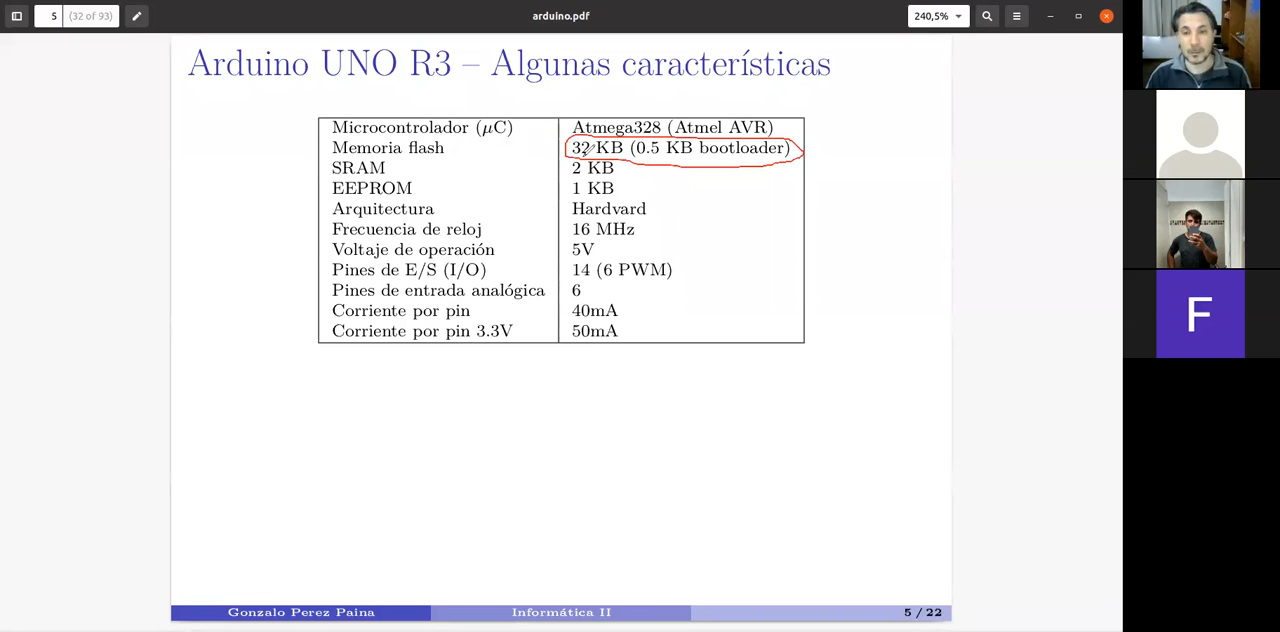 5 (32 of 93)
arduino.pdf
240,5%
Arduino UNO R3 – Algunas características
Microcontrolador (μC) Atmega328 (Atmel AVR)
Memoria flash 32 KB (0.5 KB bootloader)
SRAM 2 KB
EEPROM 1 KB
Arquitectura Hardvard
Frecuencia de reloj 16 MHz
Voltaje de operación 5V
Pines de E/S (I/O) 14 (6 PWM)
Pines de entrada analógica 6
Corriente por pin 40mA
Corriente por pin 3.3V 50mA
Gonzalo Perez Paina Informática II 5 / 22
F